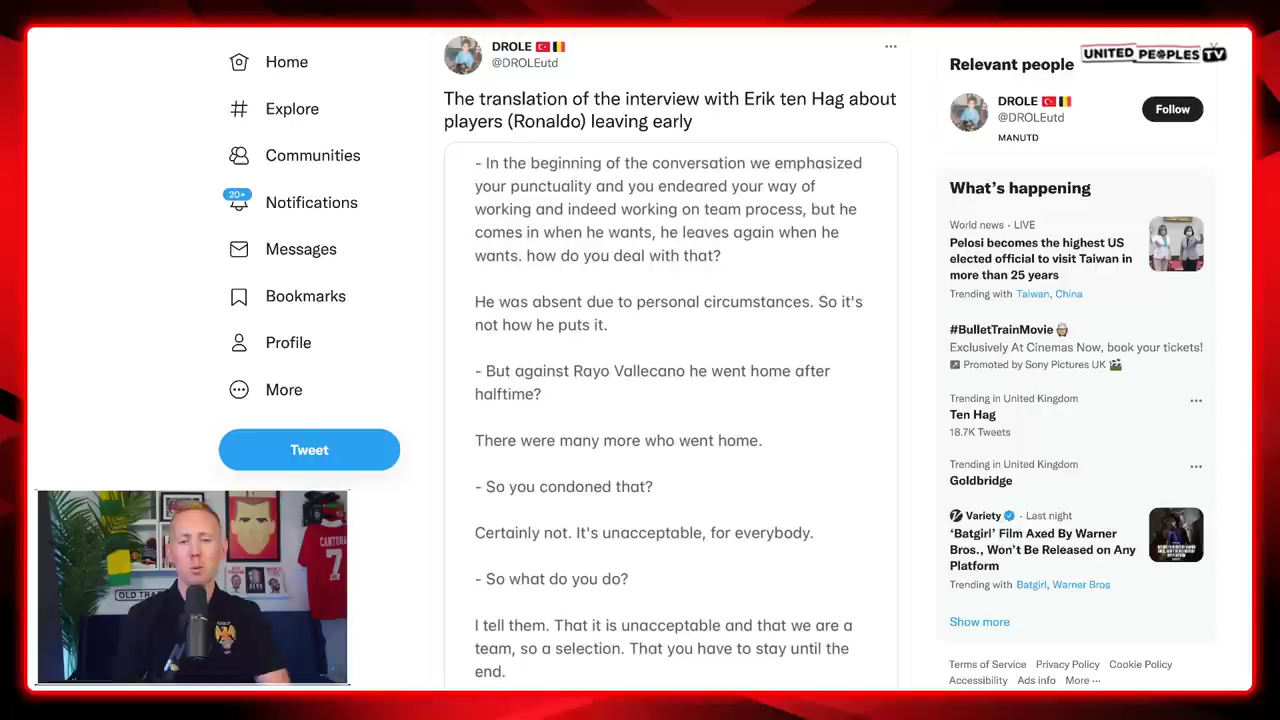 Home
Explore
Communities
20+
Notifications
Messages
Bookmarks
Profile
More
Tweet
DROLE
@DROLEutd
The translation of the interview with Erik ten Hag about
players (Ronaldo) leaving early
- In the beginning of the conversation we emphasized
your punctuality and you endeared your way of
working and indeed working on team process, but he
comes in when he wants, he leaves again when he
wants. how do you deal with that?
He was absent due to personal circumstances. So it's
not how he puts it.
- But against Rayo Vallecano he went home after
halftime?
There were many more who went home.
- So you condoned that?
Certainly not. It's unacceptable, for everybody.
- So what do you do?
I tell them. That it is unacceptable and that we are a
team, so a selection. That you have to stay until the
end.
Relevant people
UNITED PEOPLES TV
DROLE
@DROLEutd
MANUTD
Follow
What's happening
World news · LIVE
Pelosi becomes the highest US
elected official to visit Taiwan in
more than 25 years
Trending with Taiwan, China
#BulletTrainMovie
Exclusively At Cinemas Now, book your tickets!
Promoted by Sony Pictures UK
Trending in United Kingdom
Ten Hag
18.7K Tweets
Trending in United Kingdom
Goldbridge
Variety · Last night
‘Batgirl’ Film Axed By Warner
Bros., Won’t Be Released on Any
Platform
Trending with Batgirl, Warner Bros
Show more
Terms of Service Privacy Policy Cookie Policy
Accessibility Ads info More ···
CANTONA
7
OLD TRA